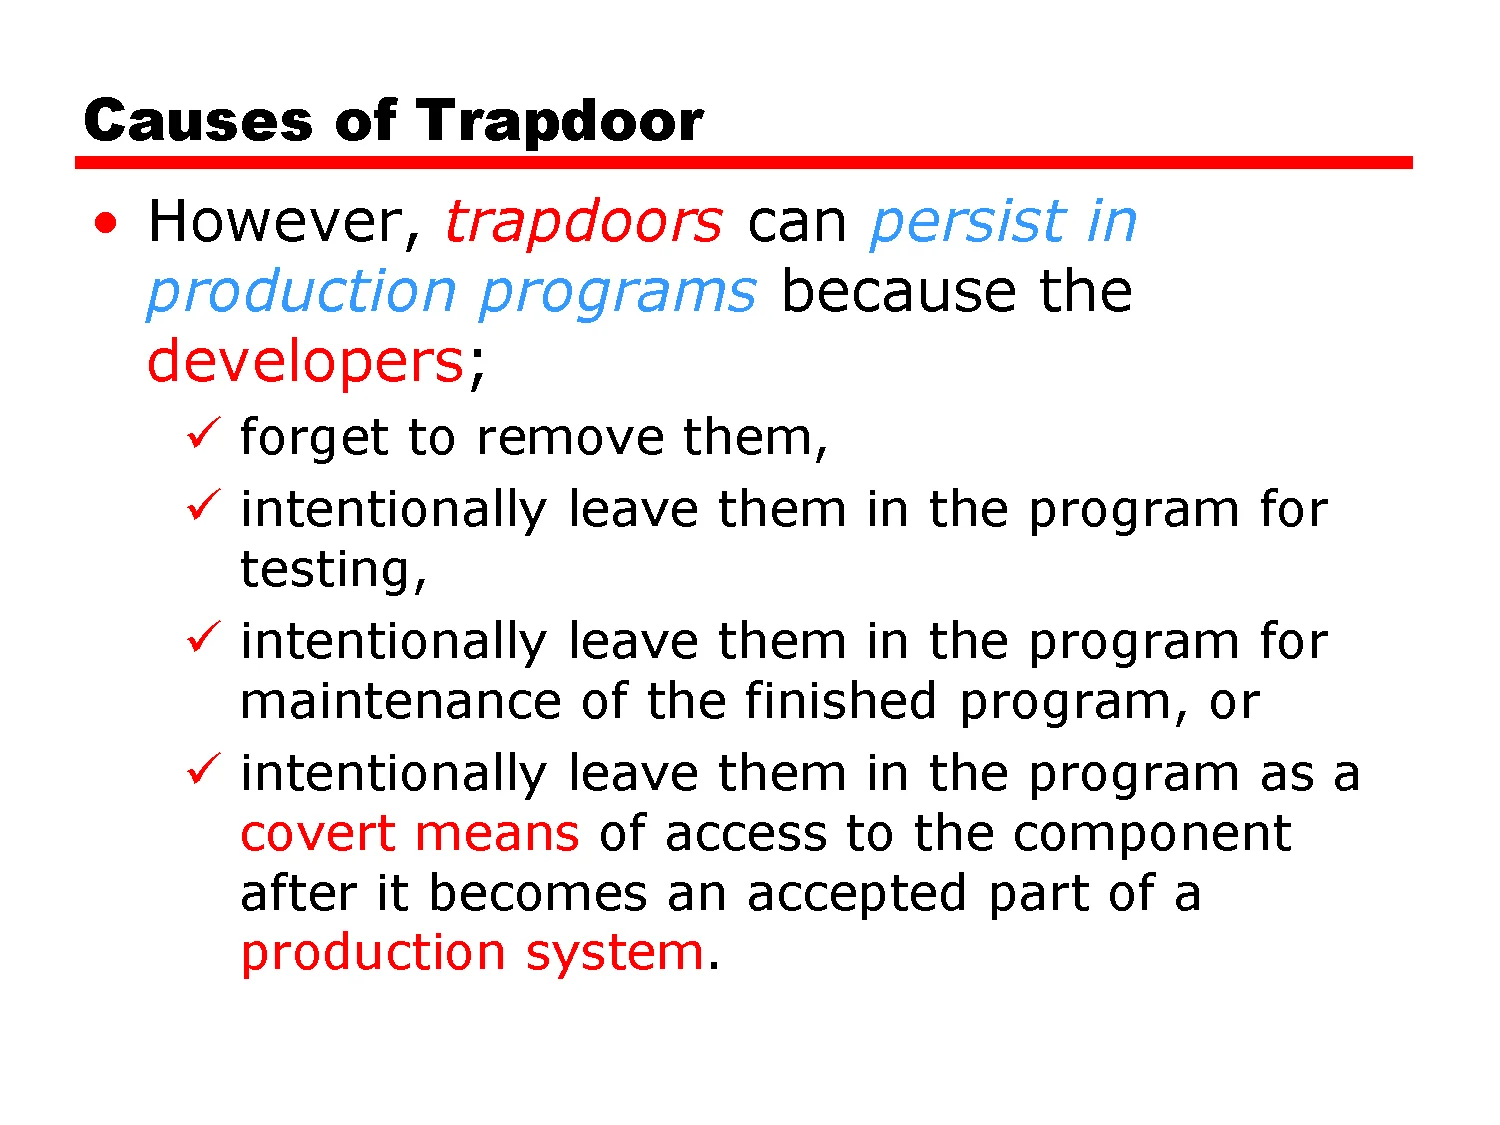 Causes of Trapdoor
• However, trapdoors can persist in
production programs because the
developers;
✓ forget to remove them,
✓ intentionally leave them in the program for
testing,
✓ intentionally leave them in the program for
maintenance of the finished program, or
✓ intentionally leave them in the program as a
covert means of access to the component
after it becomes an accepted part of a
production system.